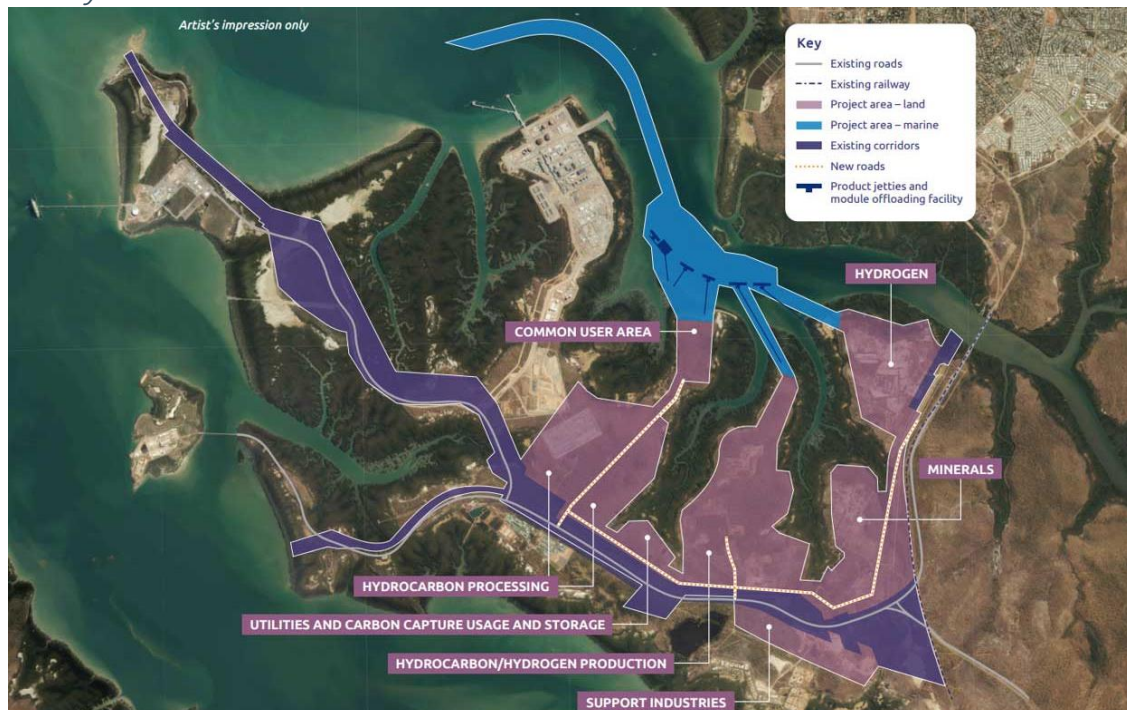 Artist's impression only
Key
Existing roads
Existing railway
Project area – land
Project area – marine
Existing corridors
New roads
Product jetties and
module offloading facility
HYDROGEN
COMMON USER AREA
MINERALS
HYDROCARBON PROCESSING
UTILITIES AND CARBON CAPTURE USAGE AND STORAGE
HYDROCARBON/HYDROGEN PRODUCTION
SUPPORT INDUSTRIES